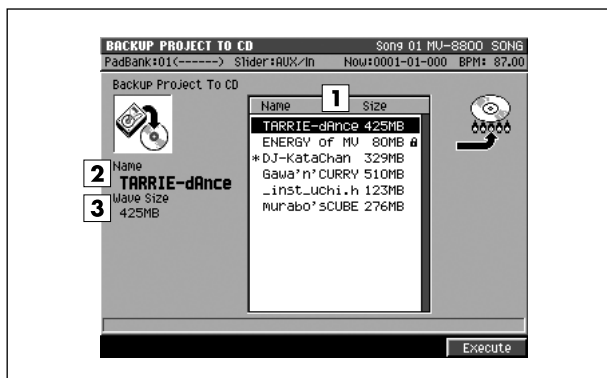 BACKUP PROJECT TO CD Song 01 MV-8800 SONG
PadBank:01(------) Slider:AUX/In Now:0001-01-000 BPM: 87.00
Backup Project To CD
1
Name Size
TARRIE-dAnce 425MB
ENERGY Of MV 80MB
*DJ-KataChan 329MB
Gawa'n'CURRY 510MB
_inst_uchi.h 123MB
murabo'sCUBE 276MB
2
Name
TARRIE-dAnce
3
Wave Size
425MB
Execute